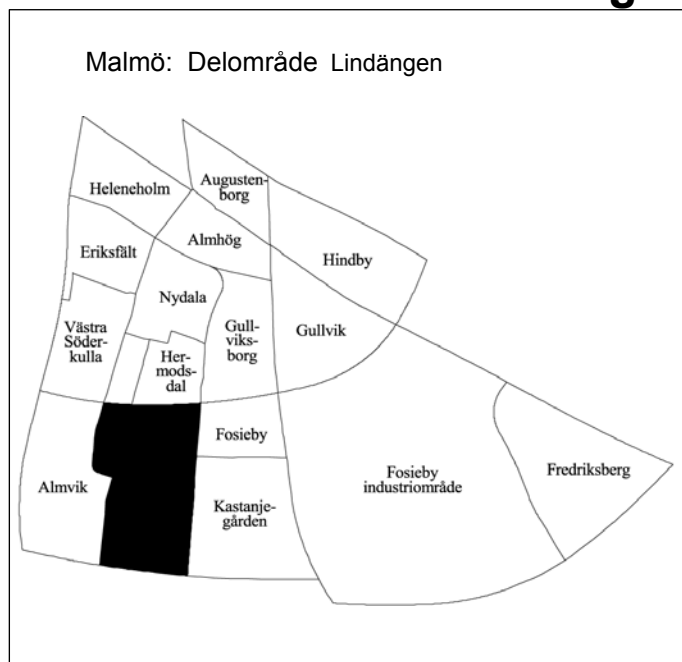 g
Malmö: Delområde Lindängen
Heleneholm
Augusten-
borg
Almhög
Eriksfält
Hindby
Nydala
Västra
Söder-
kulla
Gull-
viks-
borg
Gullvik
Her-
mods-
dal
Fosieby
Almvik
Kastanje-
gården
Fosieby
industriområde
Fredriksberg